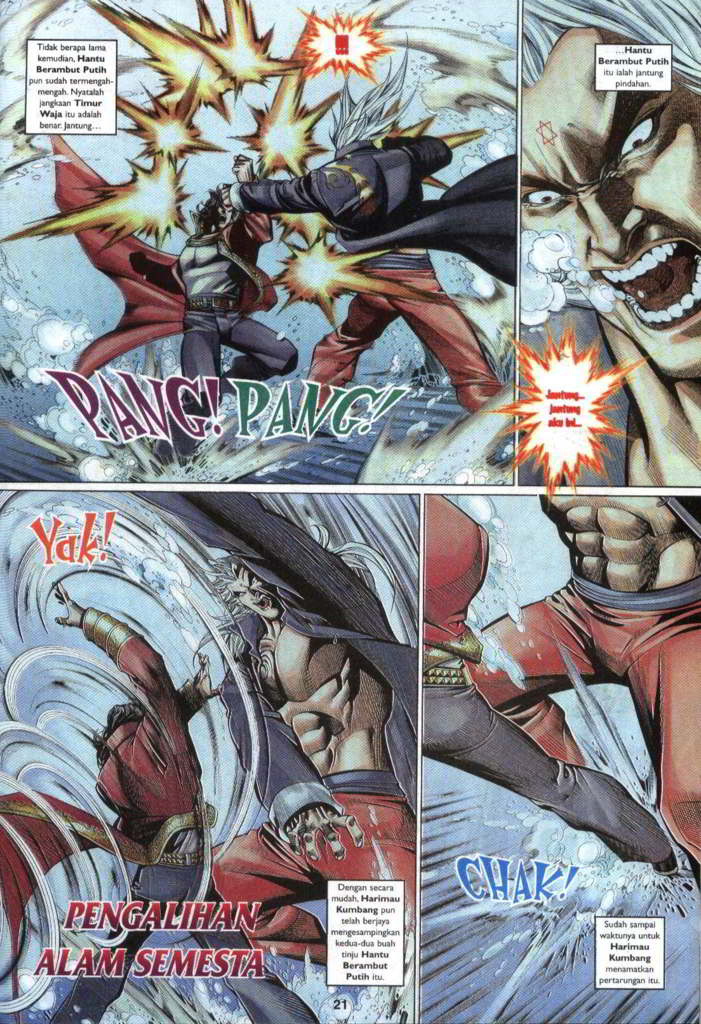 Tidak berapa lama
kemudian, Hantu
Berambut Putih
pun sudah termengah-
mengah. Nyatalah
jangkaan Timur
Waja itu adalah
benar. Jantung...
!!!
...Hantu
Berambut Putih
itu ialah jantung
pindahan.
Jantung...
jantung
aku ini...
PANG! PANG!
Yak!
PENGALIHAN
ALAM SEMESTA
Dengan secara
mudah, Harimau
Kumbang pun
telah berjaya
mengesampingkan
kedua-dua buah
tinju Hantu
Berambut
Putih itu.
CHAK!
Sudah sampai
waktunya untuk
Harimau
Kumbang
menamatkan
pertarungan itu.
21